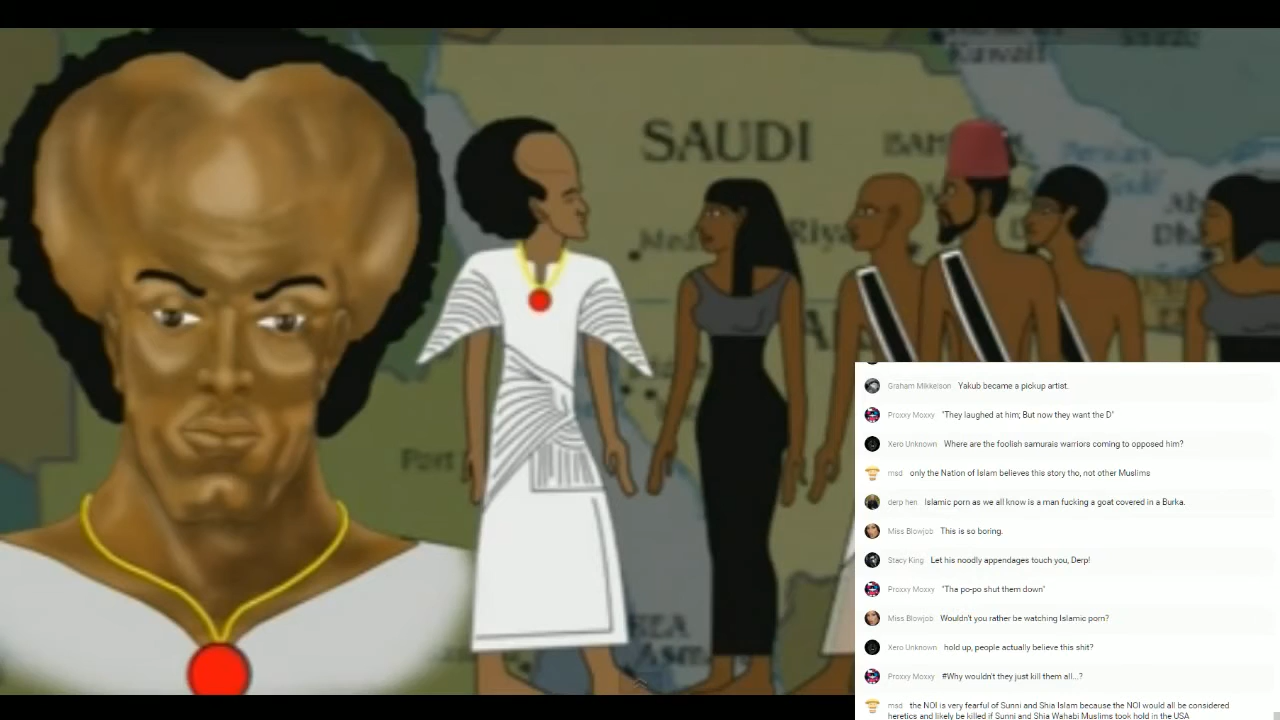 Kuwait
SAUDI
Graham Mikkelson Yakub became a pickup artist.
Proxxy Moxxy "They laughed at him; But now they want the D"
Xero Unknown Where are the foolish samurais warriors coming to opposed him?
msd only the Nation of Islam believes this story tho, not other Muslims
derp hen Islamic porn as we all know is a man fucking a goat covered in a Burka.
Miss Blowjob This is so boring.
Stacy King Let his noodly appendages touch you, Derp!
Proxxy Moxxy "Tha po-po shut them down"
Miss Blowjob Wouldn't you rather be watching Islamic porn?
Xero Unknown hold up, people actually believe this shit?
Proxxy Moxxy #Why wouldn't they just kill them all...?
msd the NOI is very fearful of Sunni and Shia Islam because the NOI would all be considered
heretics and likely be killed if Sunni and Shia Wahabi Muslims took hold in the USA